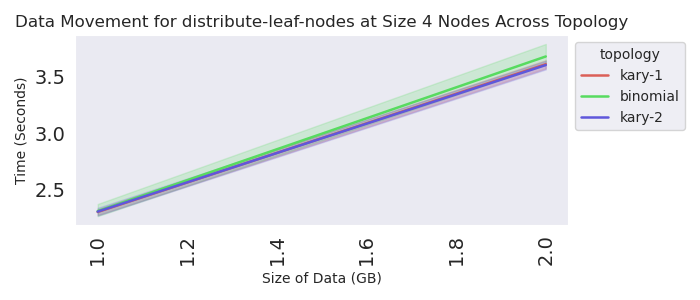 Data Movement for distribute-leaf-nodes at Size 4 Nodes Across Topology
Time (Seconds)
3.5
3.0
2.5
1.0
1.2
1.4
1.6
1.8
2.0
Size of Data (GB)
topology
kary-1
binomial
kary-2